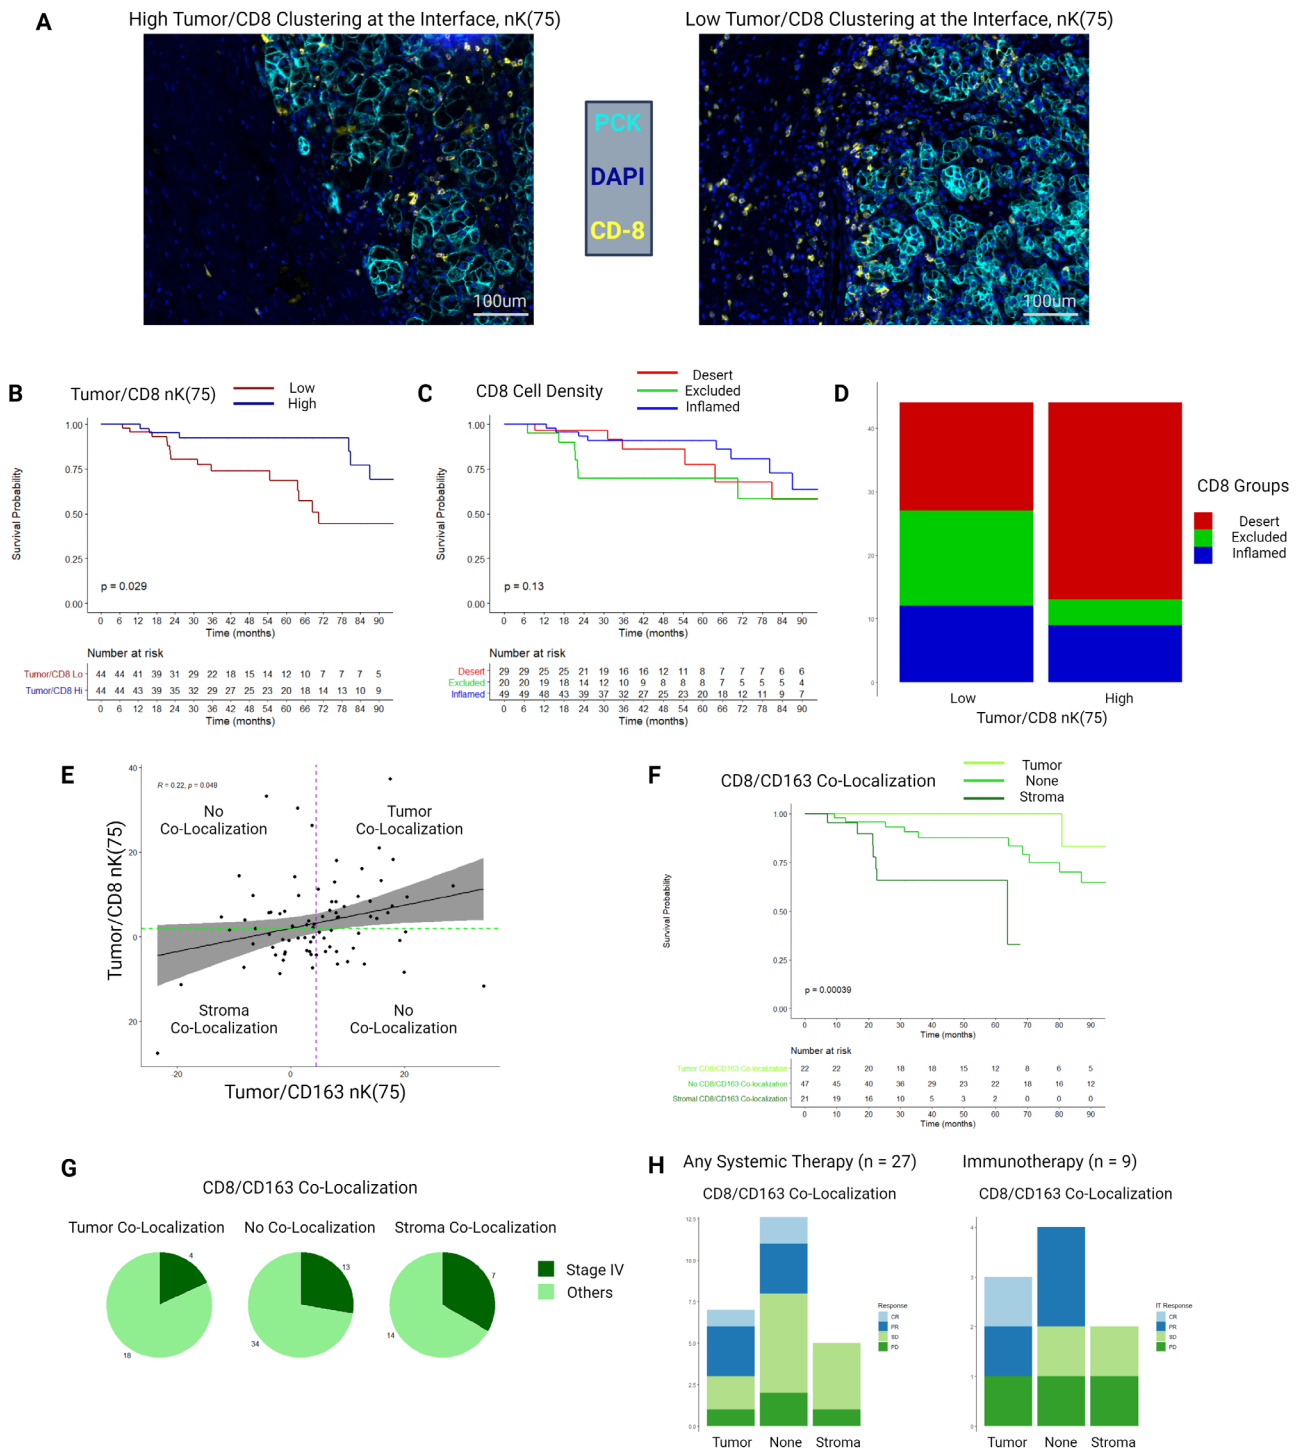 A
High Tumor/CD8 Clustering at the Interface, nK(75)
Low Tumor/CD8 Clustering at the Interface, nK(75)
PCK
DAPI
CD-8
100um
100um
B
Tumor/CD8 nK(75)
Low
High
1.00
0.75
0.50
0.25
0.00
Survival Probability
p = 0.029
0 6 12 18 24 30 36 42 48 54 60 66 72 78 84 90
Time (months)
Number at risk
Tumor/CD8 Lo 44 44 41 39 31 29 22 18 15 14 12 10 7 7 7 5
Tumor/CD8 Hi 44 44 43 39 35 32 29 27 25 23 20 18 14 13 10 9
0 6 12 18 24 30 36 42 48 54 60 66 72 78 84 90
Time (months)
C
CD8 Cell Density
Desert
Excluded
Inflamed
1.00
0.75
0.50
0.25
0.00
Survival Probability
p = 0.13
0 6 12 18 24 30 36 42 48 54 60 66 72 78 84 90
Time (months)
Number at risk
Desert 29 29 25 25 21 19 16 16 12 11 8 7 7 7 6 6
Excluded 20 20 19 18 14 12 10 9 8 8 8 7 5 5 5 4
Inflamed 49 49 48 43 39 37 32 27 25 23 20 18 12 11 9 7
0 6 12 18 24 30 36 42 48 54 60 66 72 78 84 90
Time (months)
D
40
30
20
10
0
Low
High
Tumor/CD8 nK(75)
CD8 Groups
Desert
Excluded
Inflamed
E
R = 0.22, p = 0.048
No
Co-Localization
Tumor
Co-Localization
Stroma
Co-Localization
No
Co-Localization
40
20
0
20
Tumor/CD8 nK(75)
-20 0 20
Tumor/CD163 nK(75)
F
CD8/CD163 Co-Localization
Tumor
None
Stroma
1.00
0.75
0.50
0.25
0.00
Survival Probability
p = 0.00039
0 10 20 30 40 50 60 70 80 90
Time (months)
Number at risk
Tumor CD8/CD163 Co-localization 22 22 20 18 18 15 12 8 6 5
No CD8/CD163 Co-localization 47 45 40 36 29 23 22 18 16 12
Stromal CD8/CD163 Co-localization 21 19 16 10 5 3 2 0 0 0
0 10 20 30 40 50 60 70 80 90
Time (months)
G
CD8/CD163 Co-Localization
Tumor Co-Localization
No Co-Localization
Stroma Co-Localization
4
18
13
34
7
14
Stage IV
Others
H
Any Systemic Therapy (n = 27)
CD8/CD163 Co-Localization
12.5
10.0
7.5
5.0
2.5
0.0
Tumor None Stroma
Response
CR
PR
SD
PD
Immunotherapy (n = 9)
CD8/CD163 Co-Localization
4
3
2
1
0
Tumor None Stroma
IT Response
CR
PR
SD
PD